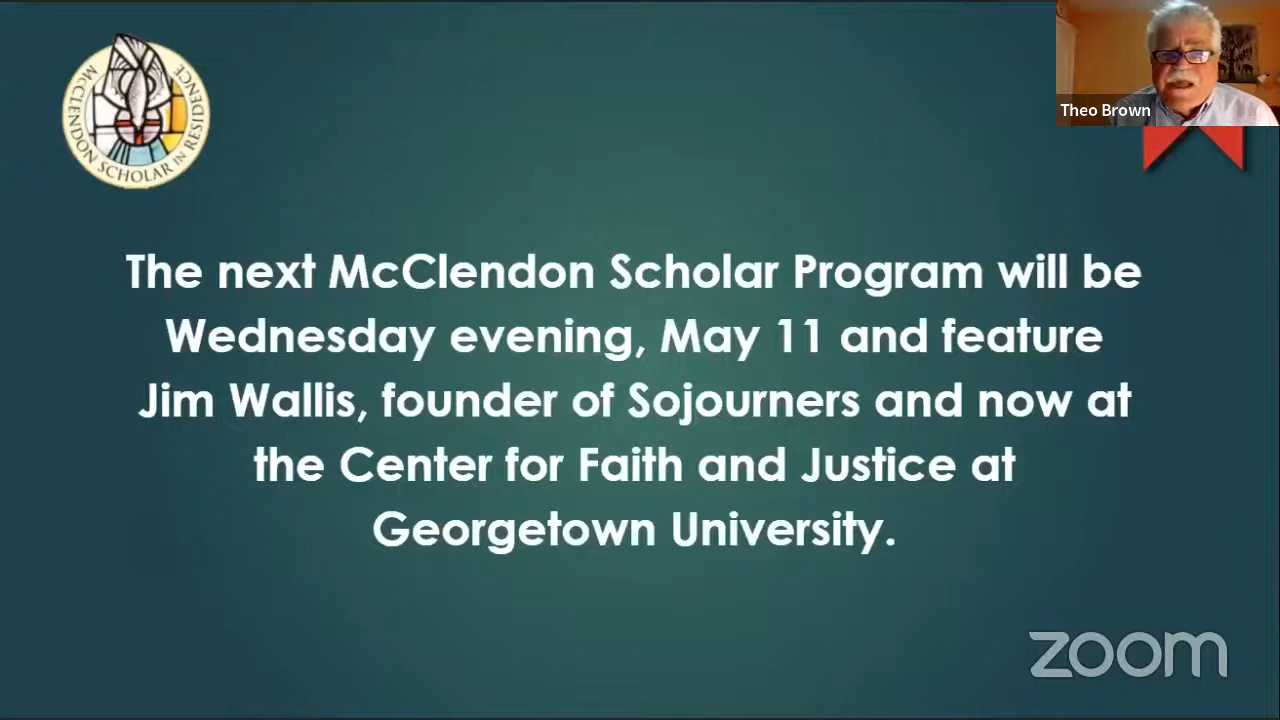 McCLENDON SCHOLAR IN RESIDENCE
Theo Brown
The next McClendon Scholar Program will be
Wednesday evening, May 11 and feature
Jim Wallis, founder of Sojourners and now at
the Center for Faith and Justice at
Georgetown University.
zoom